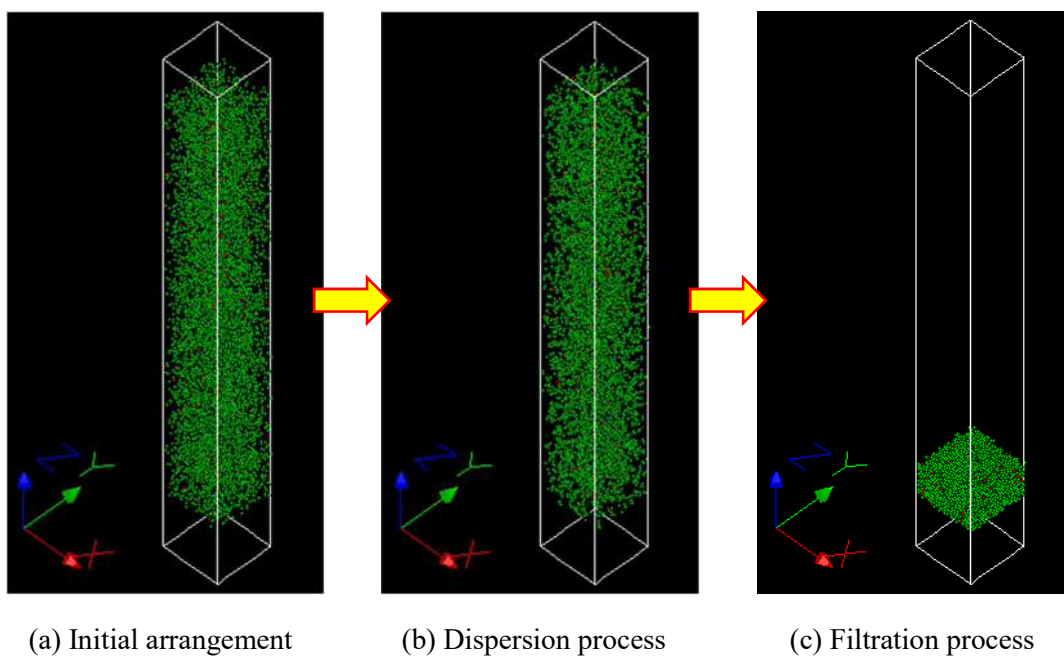 Z Y X
Z Y X
Z Y X
(a) Initial arrangement (b) Dispersion process (c) Filtration process